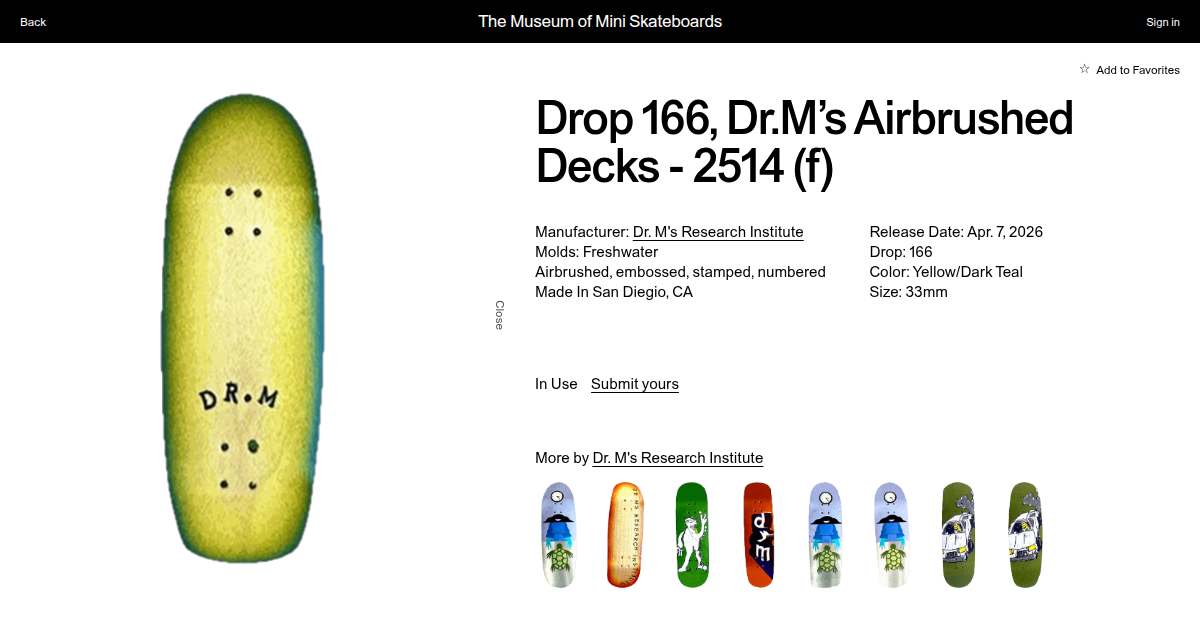 Back
The Museum of Mini Skateboards
Sign in
☆ Add to Favorites
Drop 166, Dr.M’s Airbrushed
Decks - 2514 (f)
Manufacturer: Dr. M's Research Institute
Molds: Freshwater
Airbrushed, embossed, stamped, numbered
Made In San Diegio, CA
Release Date: Apr. 7, 2026
Drop: 166
Color: Yellow/Dark Teal
Size: 33mm
DR.M
Close
In Use
Submit yours
More by Dr. M's Research Institute